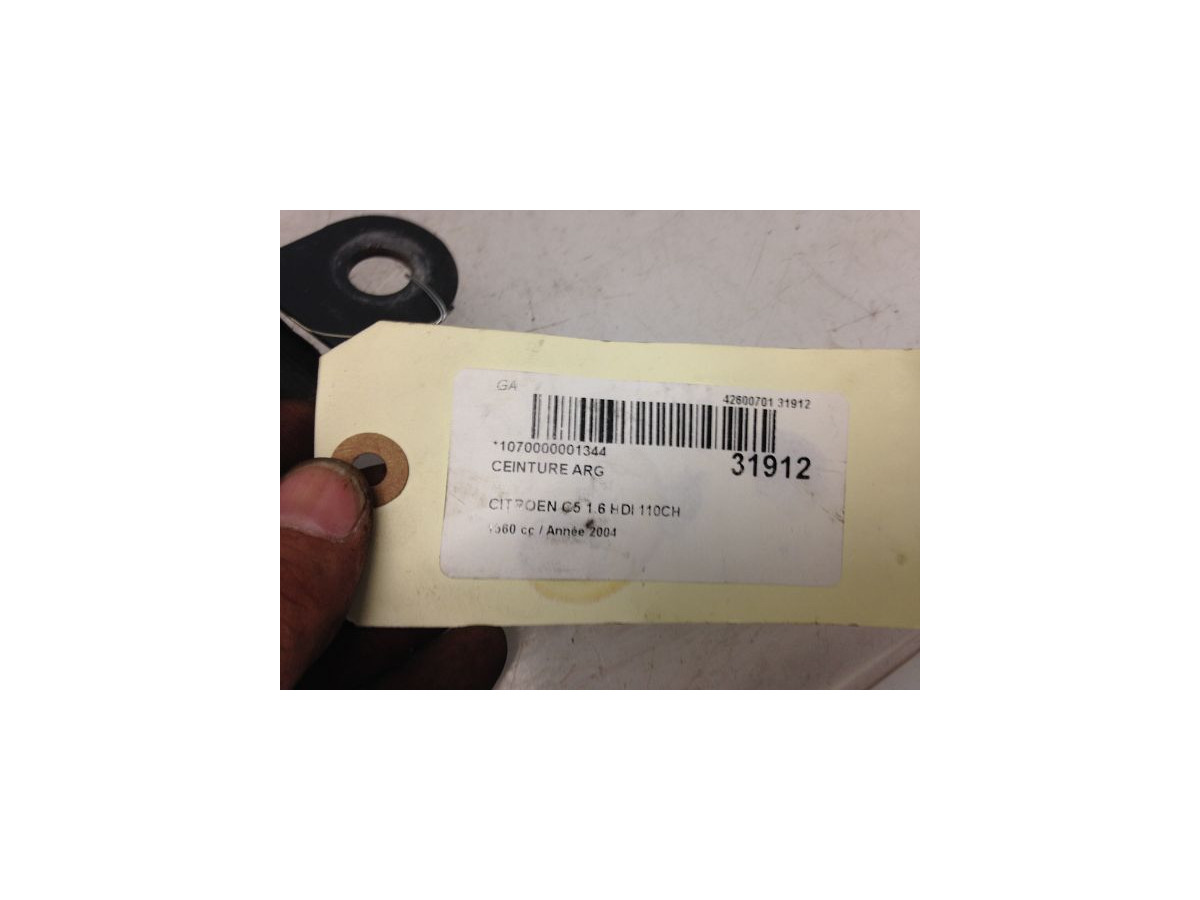 GA
42600701 31912
*1070000001344
31912
CEINTURE ARG
CITROEN C5 1.6 HDI 110CH
1560 cc / Année 2004